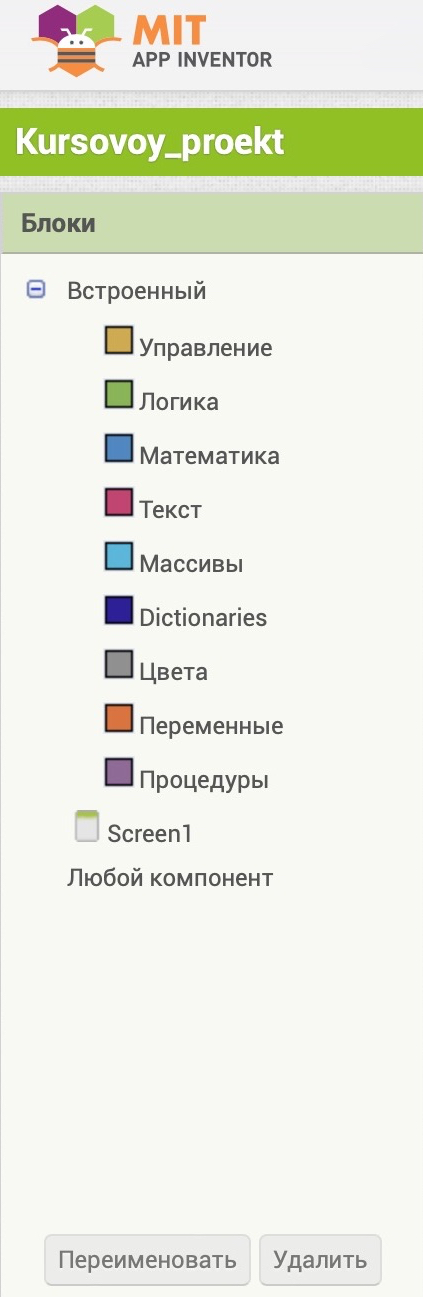 MIT
APP INVENTOR
Kursovoy_proekt
Блоки
Встроенный
Управление
Логика
Математика
Текст
Массивы
Dictionaries
Цвета
Переменные
Процедуры
Screen1
Любой компонент
Переименовать Удалить